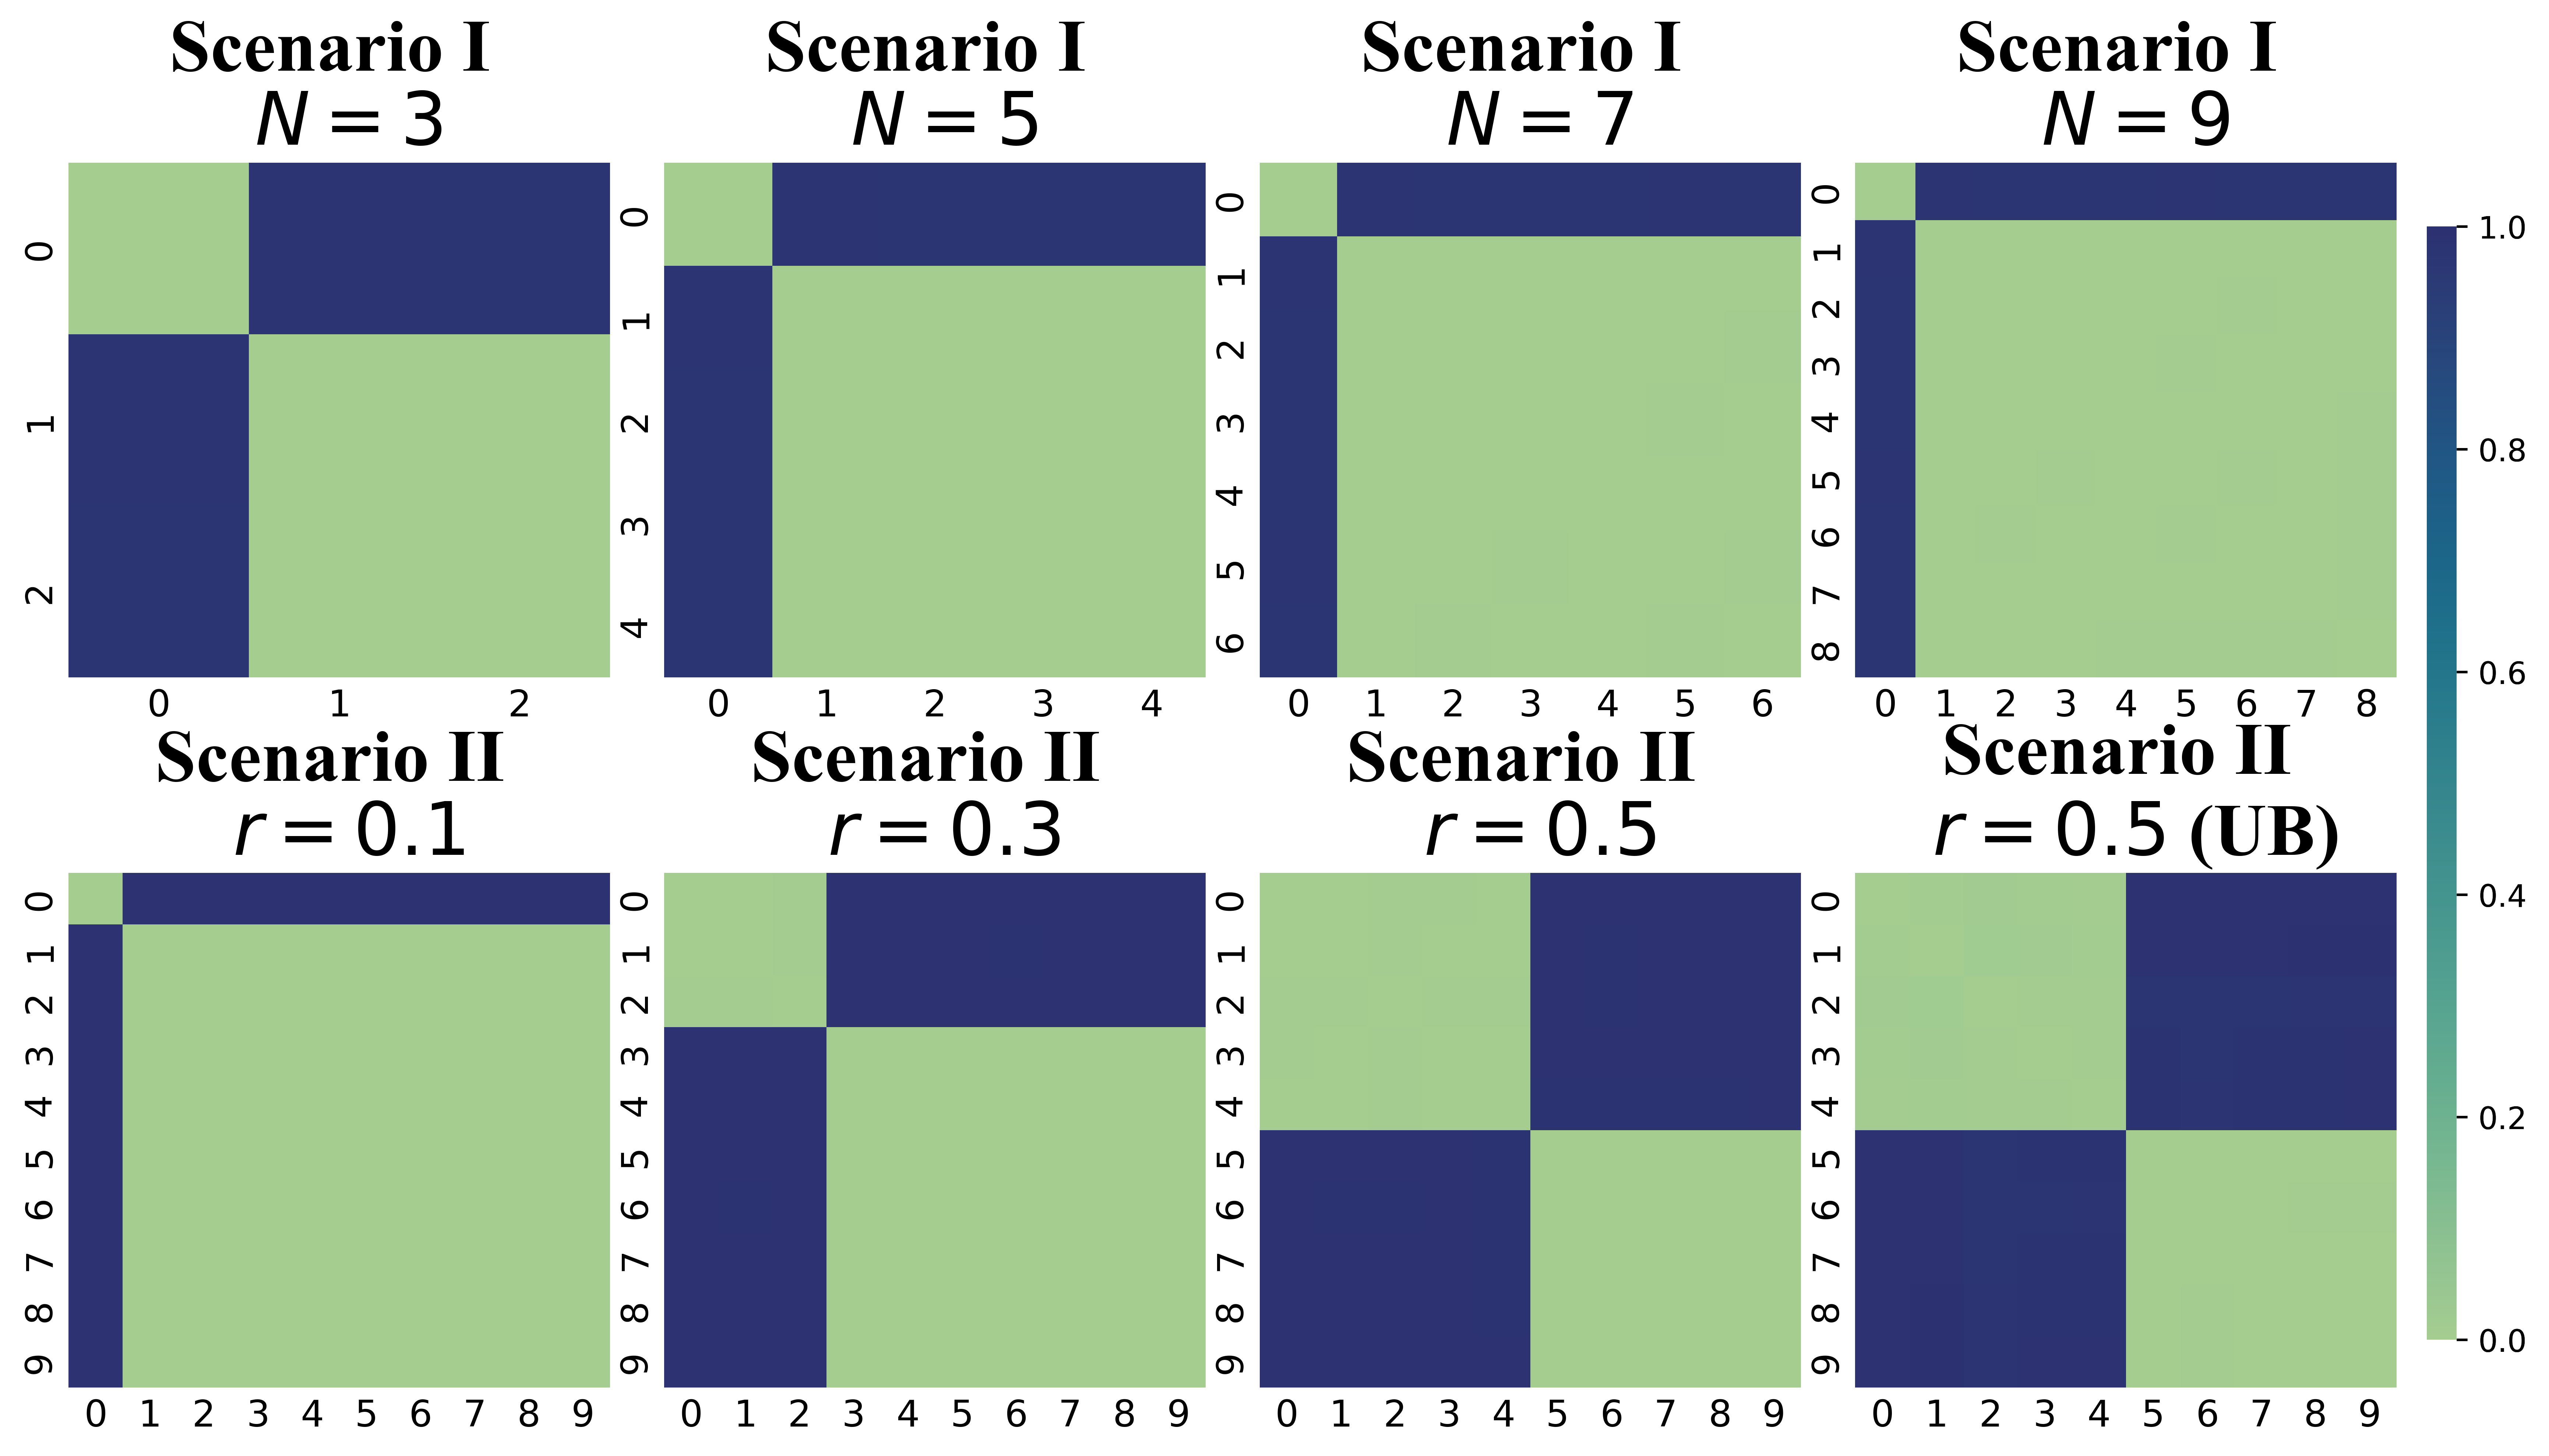 Scenario I Scenario I Scenario I Scenario I
N = 3 N = 5 N = 7 N = 9
0 1 2
0 1 2
0 1 2 3 4
0 1 2 3 4
0 1 2 3 4 5 6
0 1 2 3 4 5 6
0 1 2 3 4 5 6 7 8
0 1 2 3 4 5 6 7 8
Scenario II Scenario II Scenario II Scenario II
r = 0.1 r = 0.3 r = 0.5 r = 0.5 (UB)
0 1 2 3 4 5 6 7 8 9
0 1 2 3 4 5 6 7 8 9
0 1 2 3 4 5 6 7 8 9
0 1 2 3 4 5 6 7 8 9
0 1 2 3 4 5 6 7 8 9
0 1 2 3 4 5 6 7 8 9
0 1 2 3 4 5 6 7 8 9
0 1 2 3 4 5 6 7 8 9
1.0
0.8
0.6
0.4
0.2
0.0